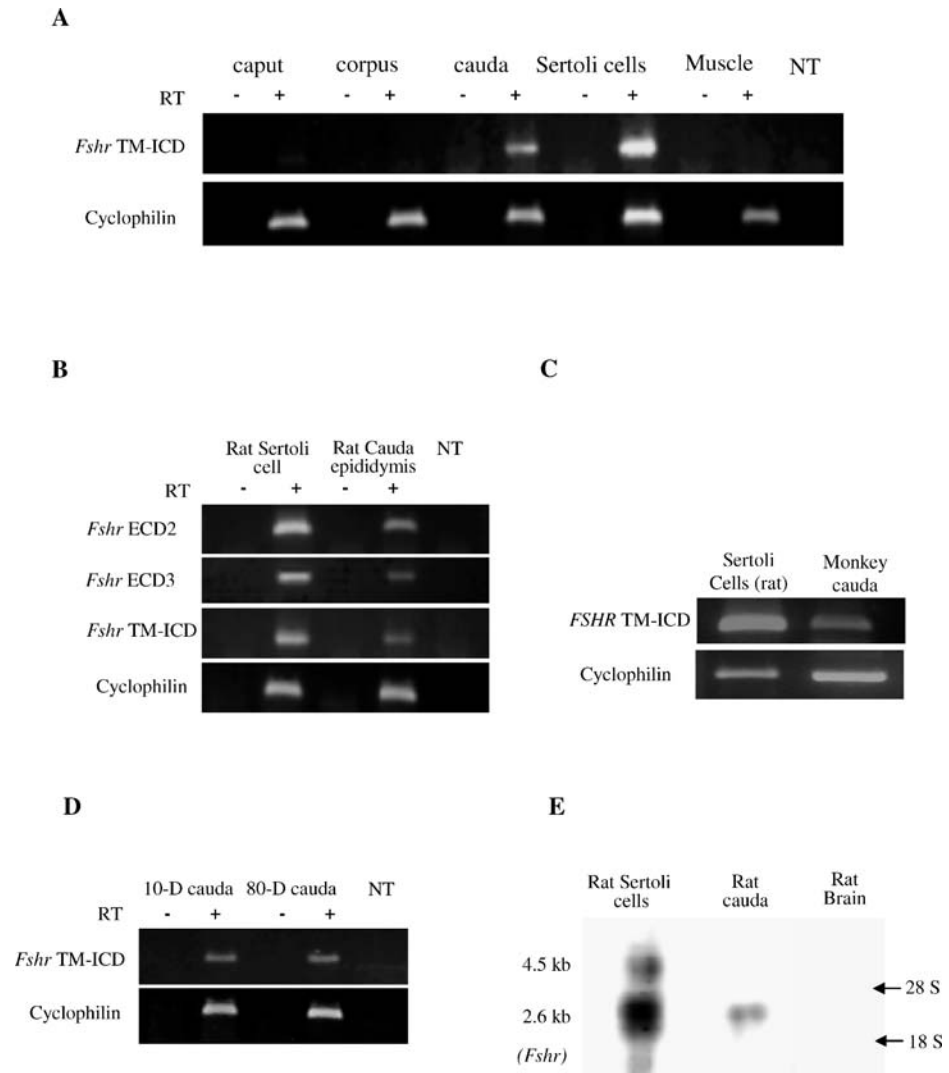 A
caput corpus cauda Sertoli cells Muscle NT
RT - + - + - + - + - +
Fshr TM-ICD
Cyclophilin
B
Rat Sertoli cell Rat Cauda epididymis NT
RT - + - +
Fshr ECD2
Fshr ECD3
Fshr TM-ICD
Cyclophilin
C
Sertoli Cells (rat) Monkey cauda
FSHR TM-ICD
Cyclophilin
D
10-D cauda 80-D cauda NT
RT - + - +
Fshr TM-ICD
Cyclophilin
E
Rat Sertoli cells Rat cauda Rat Brain
4.5 kb
28 S
2.6 kb
18 S
(Fshr)